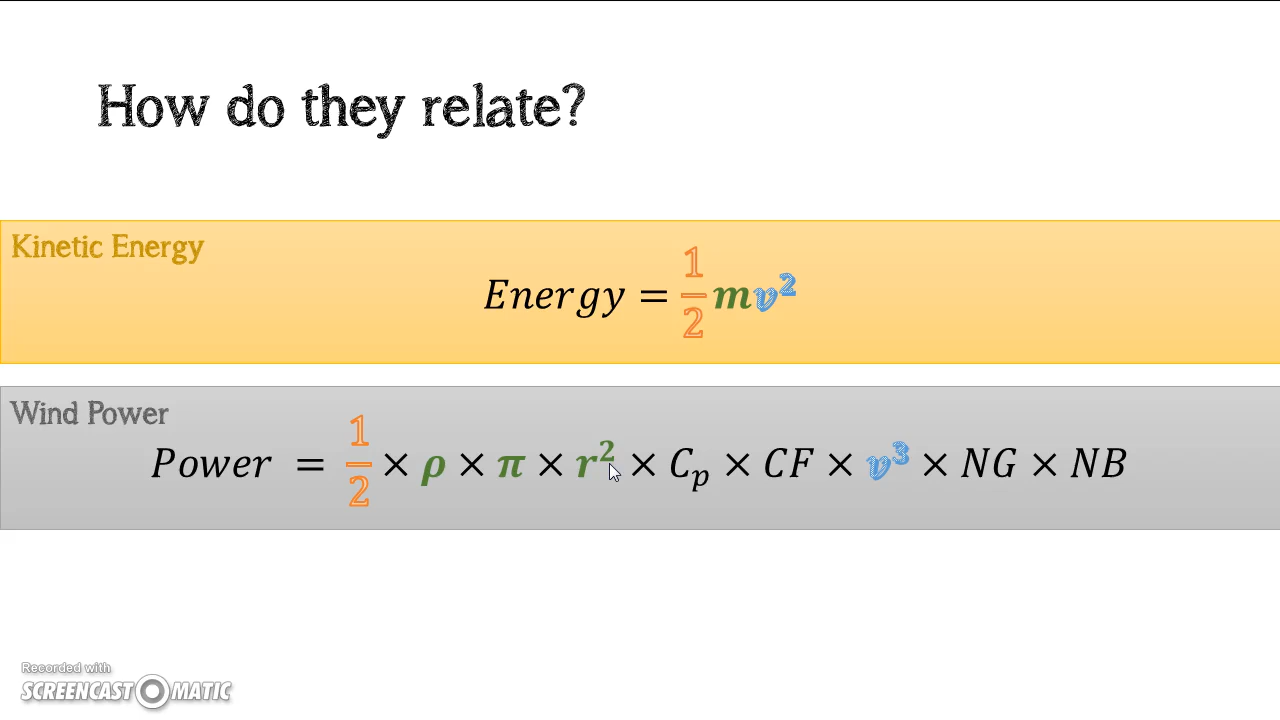 How do they relate?
Kinetic Energy
Energy = 1/2 mv²
Wind Power
Power = 1/2 × ρ × π × r² × Cₚ × CF × v³ × NG × NB
Recorded with
SCREENCAST O MATIC